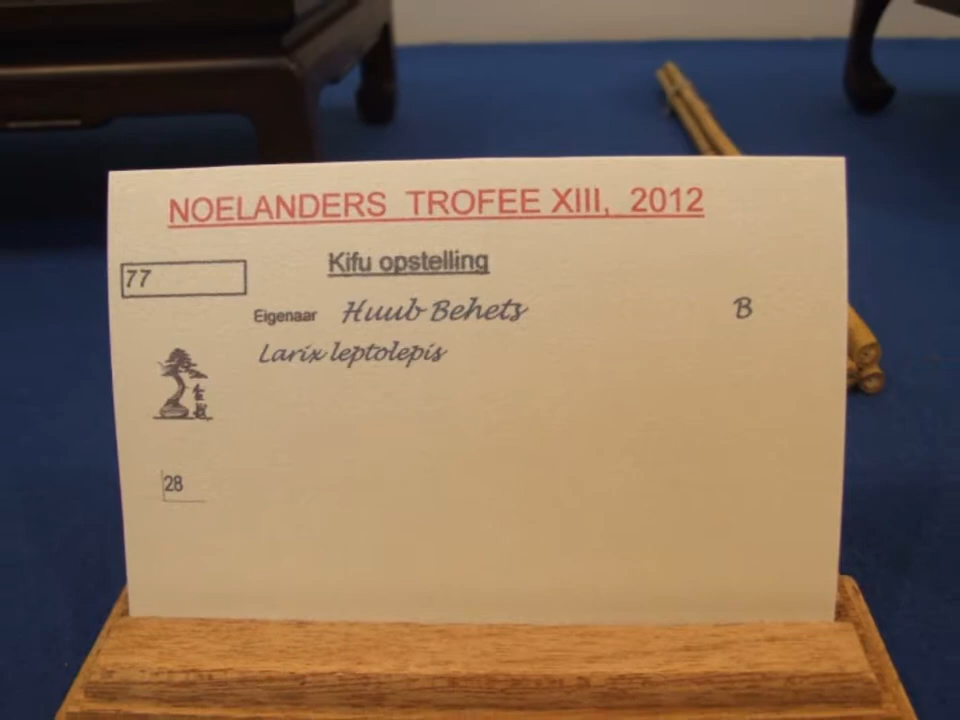 NOELANDERS TROFEE XIII, 2012
77
Kifu opstelling
Eigenaar Huub Behets B
Larix leptolepis
28